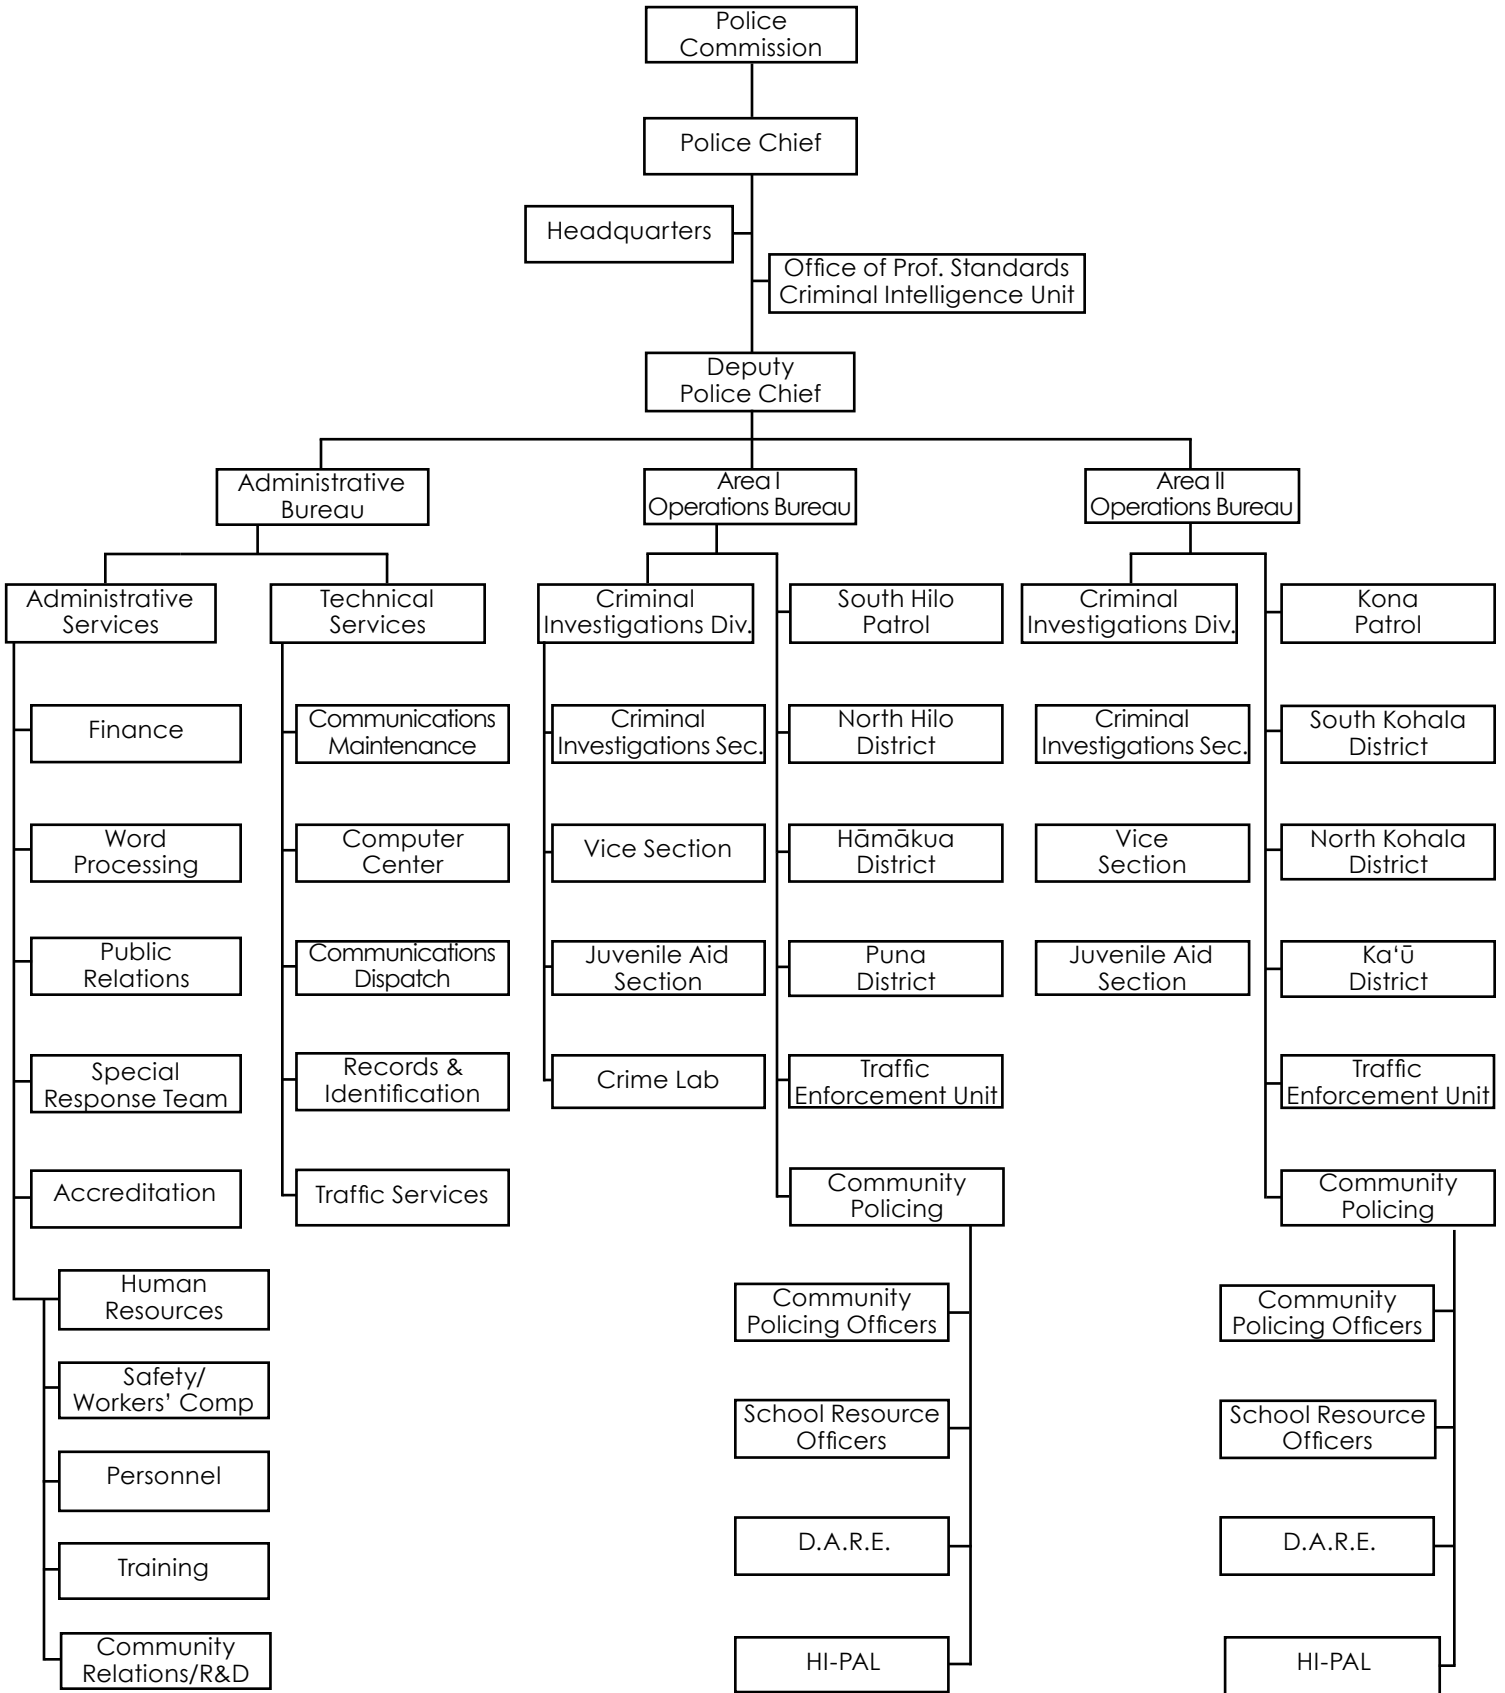 Police
Commission
Police Chief
Headquarters
Office of Prof. Standards
Criminal Intelligence Unit
Deputy
Police Chief
Administrative
Bureau
Area I
Operations Bureau
Area II
Operations Bureau
Administrative
Services
Technical
Services
Criminal
Investigations Div.
South Hilo
Patrol
Criminal
Investigations Div.
Kona
Patrol
Finance
Communications
Maintenance
Criminal
Investigations Sec.
North Hilo
District
Criminal
Investigations Sec.
South Kohala
District
Word
Processing
Computer
Center
Vice Section
Hāmākua
District
Vice
Section
North Kohala
District
Public
Relations
Communications
Dispatch
Juvenile Aid
Section
Puna
District
Juvenile Aid
Section
Ka‘ū
District
Special
Response Team
Records &
Identification
Crime Lab
Traffic
Enforcement Unit
Traffic
Enforcement Unit
Accreditation
Traffic Services
Community
Policing
Community
Policing
Human
Resources
Community
Policing Officers
Community
Policing Officers
Safety/
Workers’ Comp
School Resource
Officers
School Resource
Officers
Personnel
Training
D.A.R.E.
D.A.R.E.
Community
Relations/R&D
HI-PAL
HI-PAL